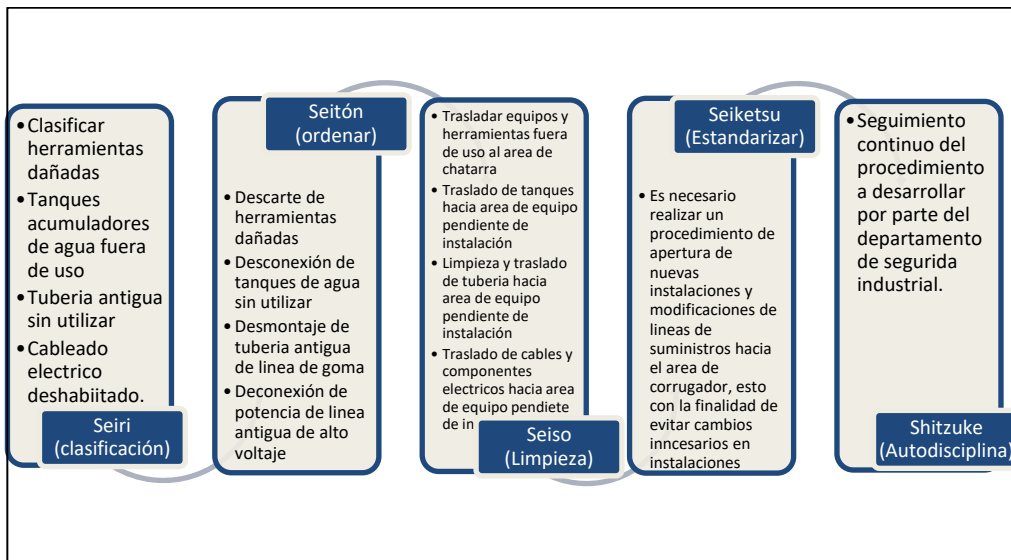 •Clasificar
herramientas
dañadas
•Tanques
acumuladores
de agua fuera
de uso
•Tuberia antigua
sin utilizar
•Cableado
electrico
deshabiitado.
Seiri
(clasificación)
Seitón
(ordenar)
• Descarte de
herramientas
dañadas
• Desconexión de
tanques de agua
sin utilizar
• Desmontaje de
tuberia antigua
de linea de goma
• Deconexión de
potencia de linea
antigua de alto
voltaje
• Trasladar equipos y
herramientas fuera
de uso al area de
chatarra
• Traslado de tanques
hacia area de equipo
pendiente de
instalación
• Limpieza y traslado
de tuberia hacia
area de equipo
pendiente de
instalación
• Traslado de cables y
componentes
electricos hacia area
de equipo pendiete
de in
Seiso
(Limpieza)
Seiketsu
(Estandarizar)
• Es necesario
realizar un
procedimiento de
apertura de
nuevas
instalaciones y
modificaciones de
lineas de
suministros hacia
el area de
corrugador, esto
con la finalidad de
evitar cambios
inncesarios en
instalaciones
•Seguimiento
continuo del
procedimiento
a desarrollar
por parte del
departamento
de segurida
industrial.
Shitzuke
(Autodisciplina)